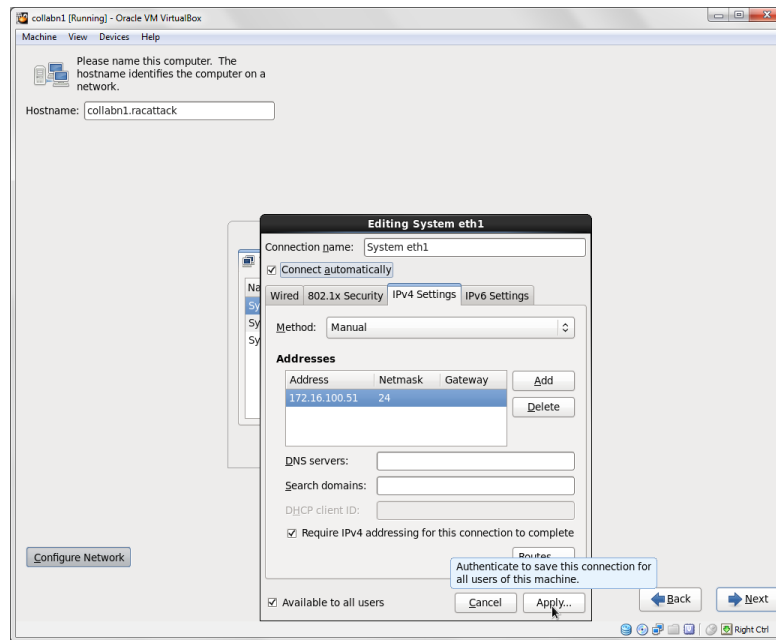 collabn1 [Running] - Oracle VM VirtualBox
Machine View Devices Help
Please name this computer. The
hostname identifies the computer on a
network.
Hostname: collabn1.racattack
Editing System eth1
Connection name: System eth1
Connect automatically
Na
Sy
Sy
Sy
Wired 802.1x Security IPv4 Settings IPv6 Settings
Method: Manual
Addresses
Address Netmask Gateway
172.16.100.51 24
Add
Delete
DNS servers:
Search domains:
DHCP client ID:
Require IPv4 addressing for this connection to complete
Routes...
Authenticate to save this connection for
all users of this machine.
Configure Network
Available to all users
Cancel Apply...
Back Next
Right Ctrl